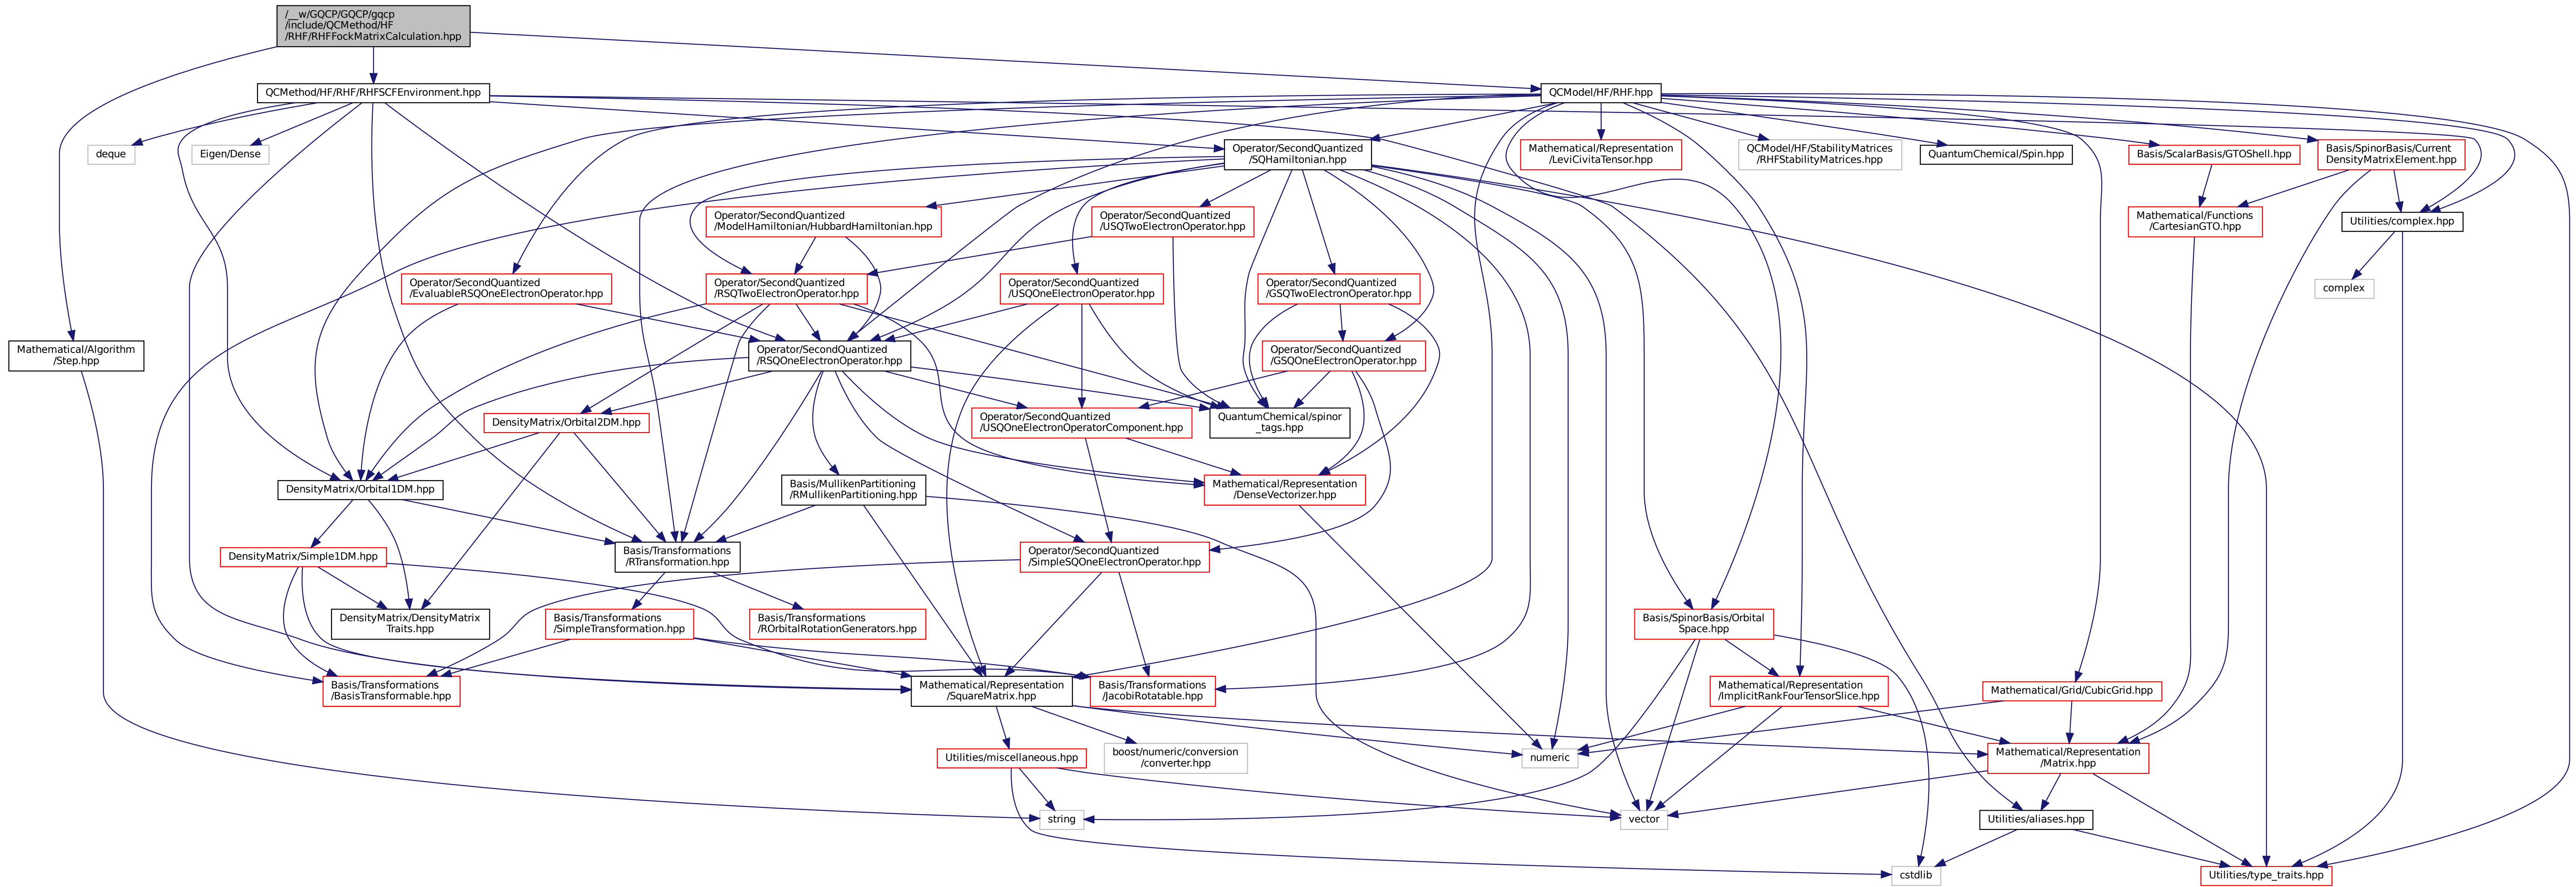 /__w/GQCP/GQCP/gqcp
/include/QCMethod/HF
/RHF/RHFFockMatrixCalculation.hpp
QCMethod/HF/RHF/RHFSCFEnvironment.hpp
QCModel/HF/RHF.hpp
deque
Eigen/Dense
Operator/SecondQuantized
/SQHamiltonian.hpp
Mathematical/Representation
/LeviCivitaTensor.hpp
QCModel/HF/StabilityMatrices
/RHFStabilityMatrices.hpp
QuantumChemical/Spin.hpp
Basis/ScalarBasis/GTOShell.hpp
Basis/SpinorBasis/Current
DensityMatrixElement.hpp
Operator/SecondQuantized
/ModelHamiltonian/HubbardHamiltonian.hpp
Operator/SecondQuantized
/USQTwoElectronOperator.hpp
Mathematical/Functions
/CartesianGTO.hpp
Utilities/complex.hpp
Operator/SecondQuantized
/EvaluableRSQOneElectronOperator.hpp
Operator/SecondQuantized
/RSQTwoElectronOperator.hpp
Operator/SecondQuantized
/USQOneElectronOperator.hpp
Operator/SecondQuantized
/GSQTwoElectronOperator.hpp
complex
Mathematical/Algorithm
/Step.hpp
Operator/SecondQuantized
/RSQOneElectronOperator.hpp
Operator/SecondQuantized
/GSQOneElectronOperator.hpp
DensityMatrix/Orbital2DM.hpp
Operator/SecondQuantized
/USQOneElectronOperatorComponent.hpp
QuantumChemical/spinor
_tags.hpp
DensityMatrix/Orbital1DM.hpp
Basis/MullikenPartitioning
/RMullikenPartitioning.hpp
Mathematical/Representation
/DenseVectorizer.hpp
DensityMatrix/Simple1DM.hpp
Basis/Transformations
/RTransformation.hpp
Operator/SecondQuantized
/SimpleSQOneElectronOperator.hpp
DensityMatrix/DensityMatrix
Traits.hpp
Basis/Transformations
/SimpleTransformation.hpp
Basis/Transformations
/ROrbitalRotationGenerators.hpp
Basis/SpinorBasis/Orbital
Space.hpp
Basis/Transformations
/BasisTransformable.hpp
Mathematical/Representation
/SquareMatrix.hpp
Basis/Transformations
/JacobiRotatable.hpp
Mathematical/Representation
/ImplicitRankFourTensorSlice.hpp
Mathematical/Grid/CubicGrid.hpp
Utilities/miscellaneous.hpp
boost/numeric/conversion
/converter.hpp
numeric
Mathematical/Representation
/Matrix.hpp
string
vector
Utilities/aliases.hpp
cstdlib
Utilities/type_traits.hpp